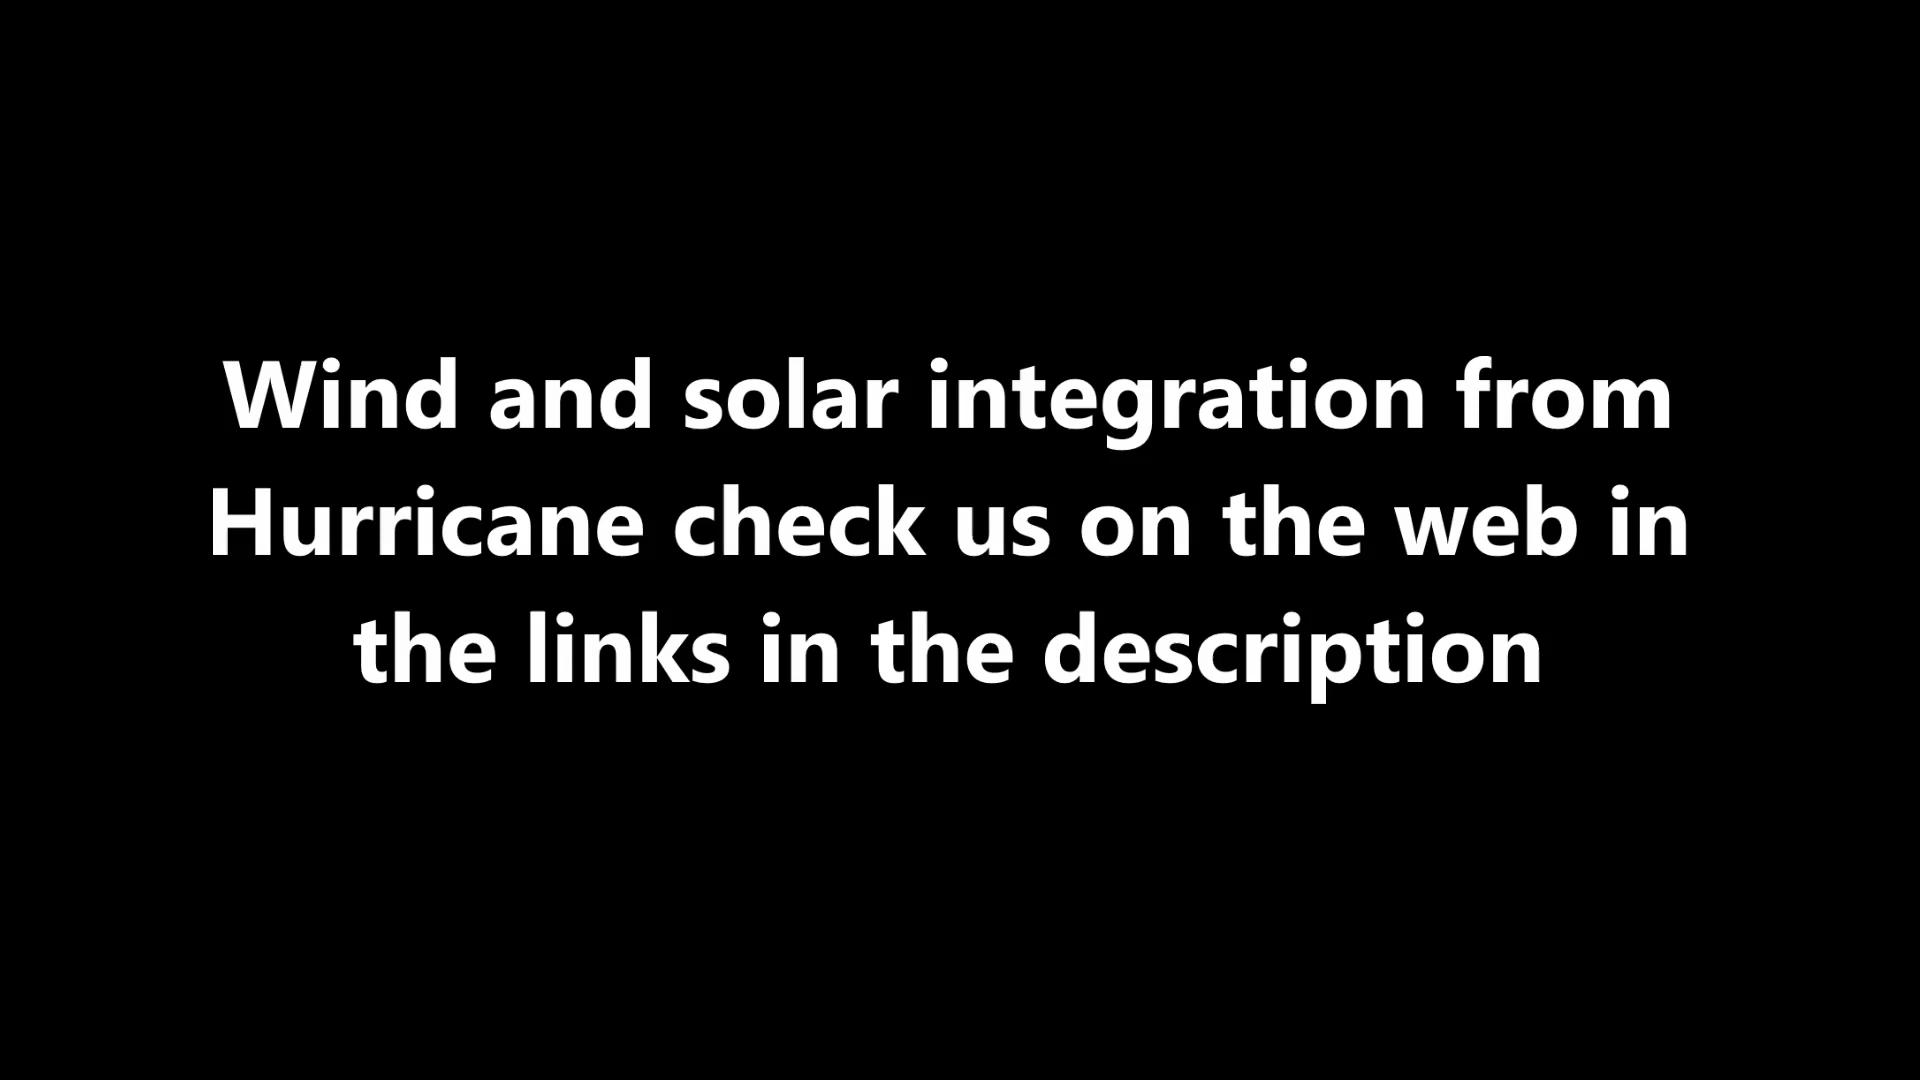 Wind and solar integration from
Hurricane check us on the web in
the links in the description